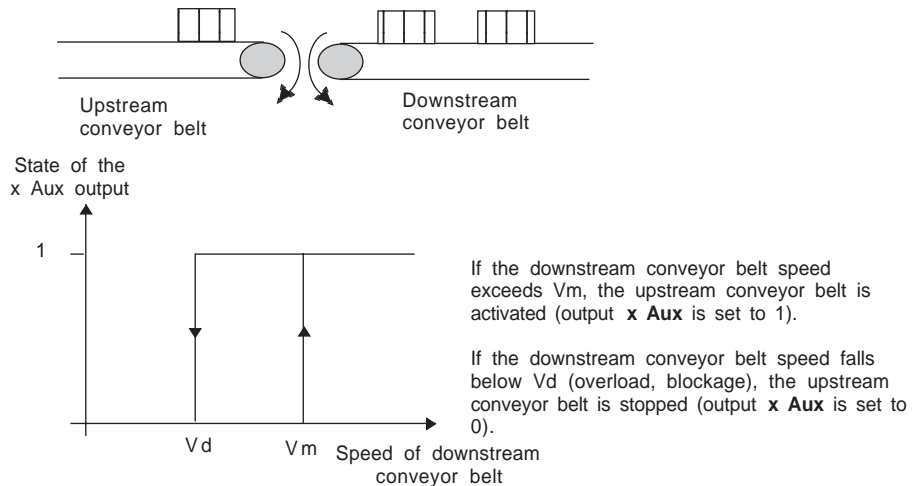 Upstream
conveyor belt
Downstream
conveyor belt
State of the
x Aux output
1
Vd
Vm
Speed of downstream
conveyor belt
If the downstream conveyor belt speed
exceeds Vm, the upstream conveyor belt is
activated (output x Aux is set to 1).
If the downstream conveyor belt speed falls
below Vd (overload, blockage), the upstream
conveyor belt is stopped (output x Aux is set to
0).